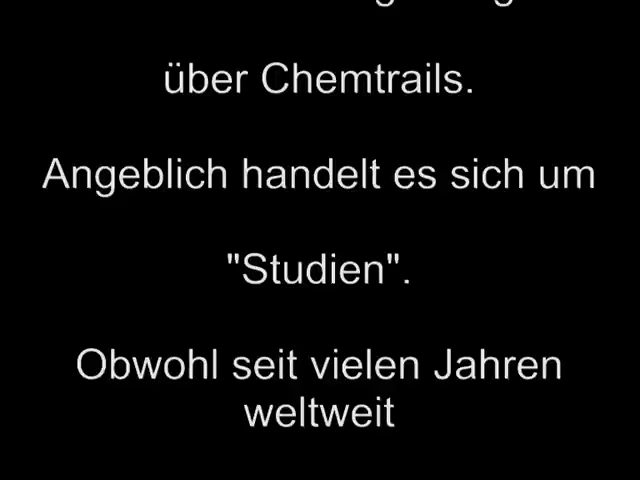 über Chemtrails.
Angeblich handelt es sich um
"Studien".
Obwohl seit vielen Jahren
weltweit